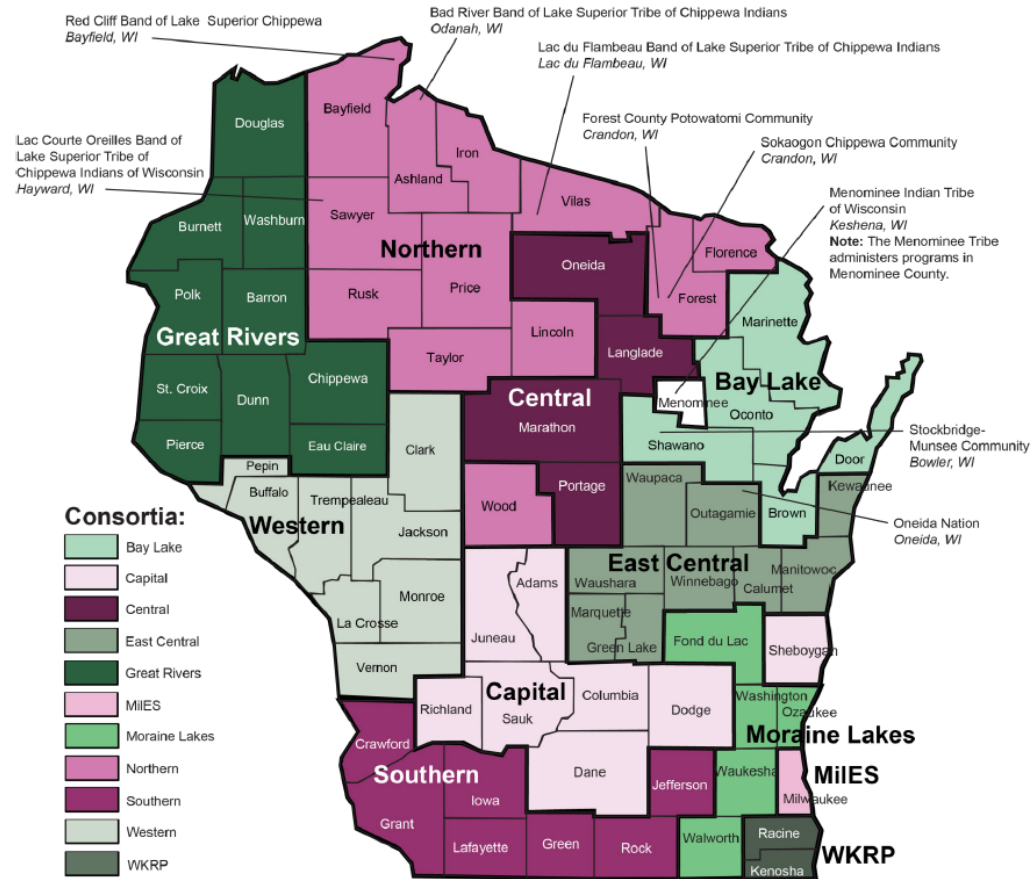 Red Cliff Band of Lake Superior Chippewa
Bayfield, WI
Bad River Band of Lake Superior Tribe of Chippewa Indians
Odanah, WI
Lac du Flambeau Band of Lake Superior Tribe of Chippewa Indians
Lac du Flambeau, WI
Forest County Potowatomi Community
Crandon, WI
Sokaogon Chippewa Community
Crandon, WI
Lac Courte Oreilles Band of
Lake Superior Tribe of
Chippewa Indians of Wisconsin
Hayward, WI
Menominee Indian Tribe
of Wisconsin
Keshena, WI
Note: The Menominee Tribe
administers programs in
Menominee County.
Douglas
Bayfield
Iron
Ashland
Vilas
Burnett
Washburn
Sawyer
Northern
Florence
Oneida
Polk
Barron
Rusk
Price
Forest
Great Rivers
Lincoln
Marinette
Taylor
Langlade
Chippewa
St. Croix
Dunn
Central
Menominee
Bay Lake
Oconto
Marathon
Pierce
Eau Claire
Clark
Shawano
Stockbridge-
Munsee Community
Bowler, WI
Door
Pepin
Buffalo
Trempealeau
Western
Jackson
Wood
Portage
Waupaca
Outagamie
Brown
Kewaunee
Oneida Nation
Oneida, WI
East Central
Adams
Waushara
Winnebago
Calumet
Manitowoc
Monroe
La Crosse
Marquette
Green Lake
Juneau
Fond du Lac
Sheboygan
Vernon
Capital
Richland
Sauk
Columbia
Dodge
Washington
Ozaukee
Moraine Lakes
Crawford
Southern
Dane
Jefferson
Waukesha
MilES
Milwaukee
Iowa
Grant
Lafayette
Green
Rock
Walworth
Racine
Kenosha
WKRP
Consortia:
Bay Lake
Capital
Central
East Central
Great Rivers
MilES
Moraine Lakes
Northern
Southern
Western
WKRP